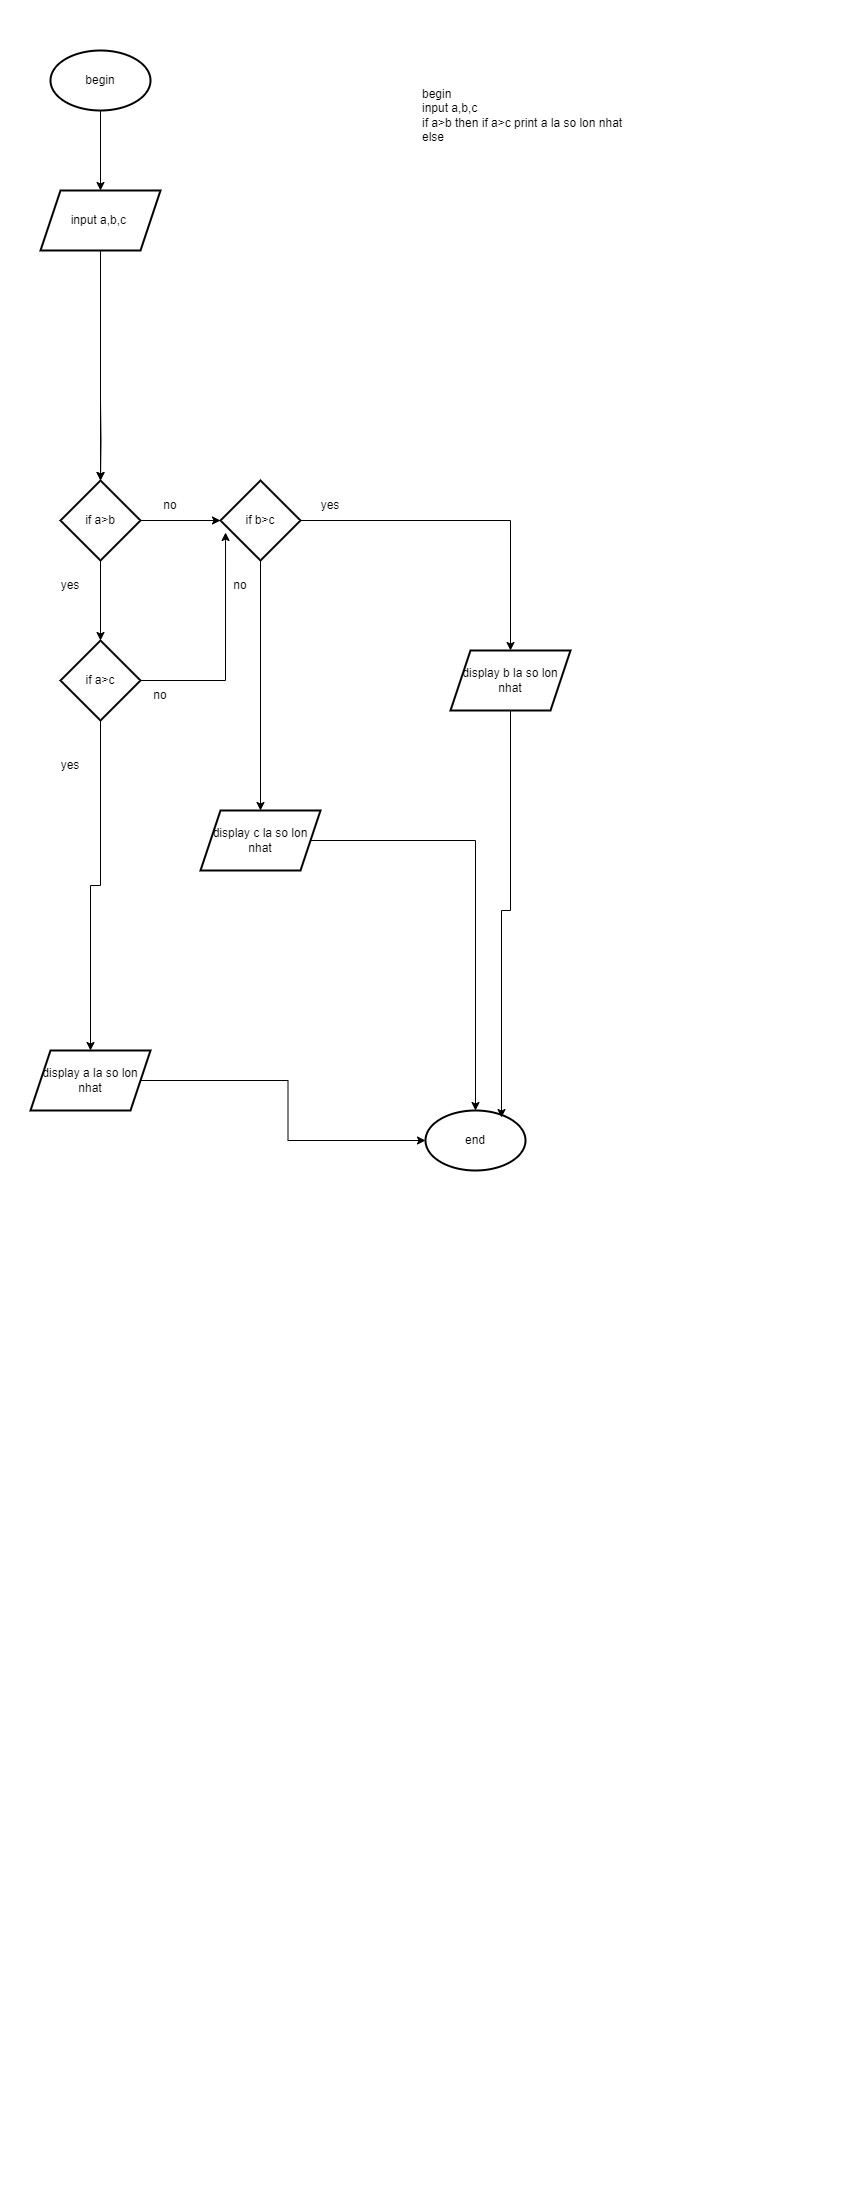 begin
begin
input a,b,c
if a>b then if a>c print a la so lon nhat
else
input a,b,c
no
yes
if a>b
if b>c
yes
no
display b la so lon
nhat
if a>c
no
yes
display c la so lon
nhat
display a la so lon
nhat
end